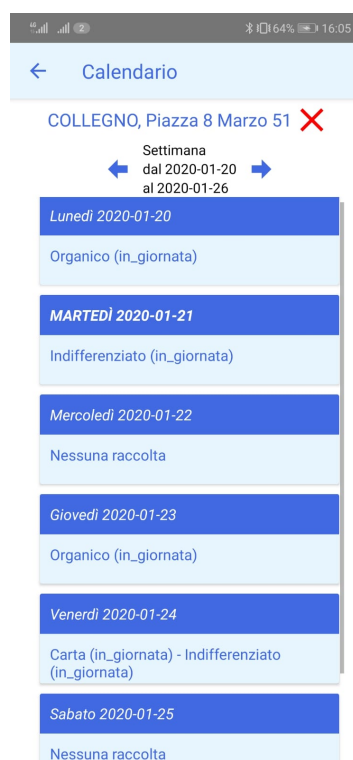 64% 16:05
Calendario
COLLEGNO, Piazza 8 Marzo 51
Settimana
dal 2020-01-20
al 2020-01-26
Lunedì 2020-01-20
Organico (in_giornata)
MARTEDÌ 2020-01-21
Indifferenziato (in_giornata)
Mercoledì 2020-01-22
Nessuna raccolta
Giovedì 2020-01-23
Organico (in_giornata)
Venerdì 2020-01-24
Carta (in_giornata) - Indifferenziato
(in_giornata)
Sabato 2020-01-25
Nessuna raccolta